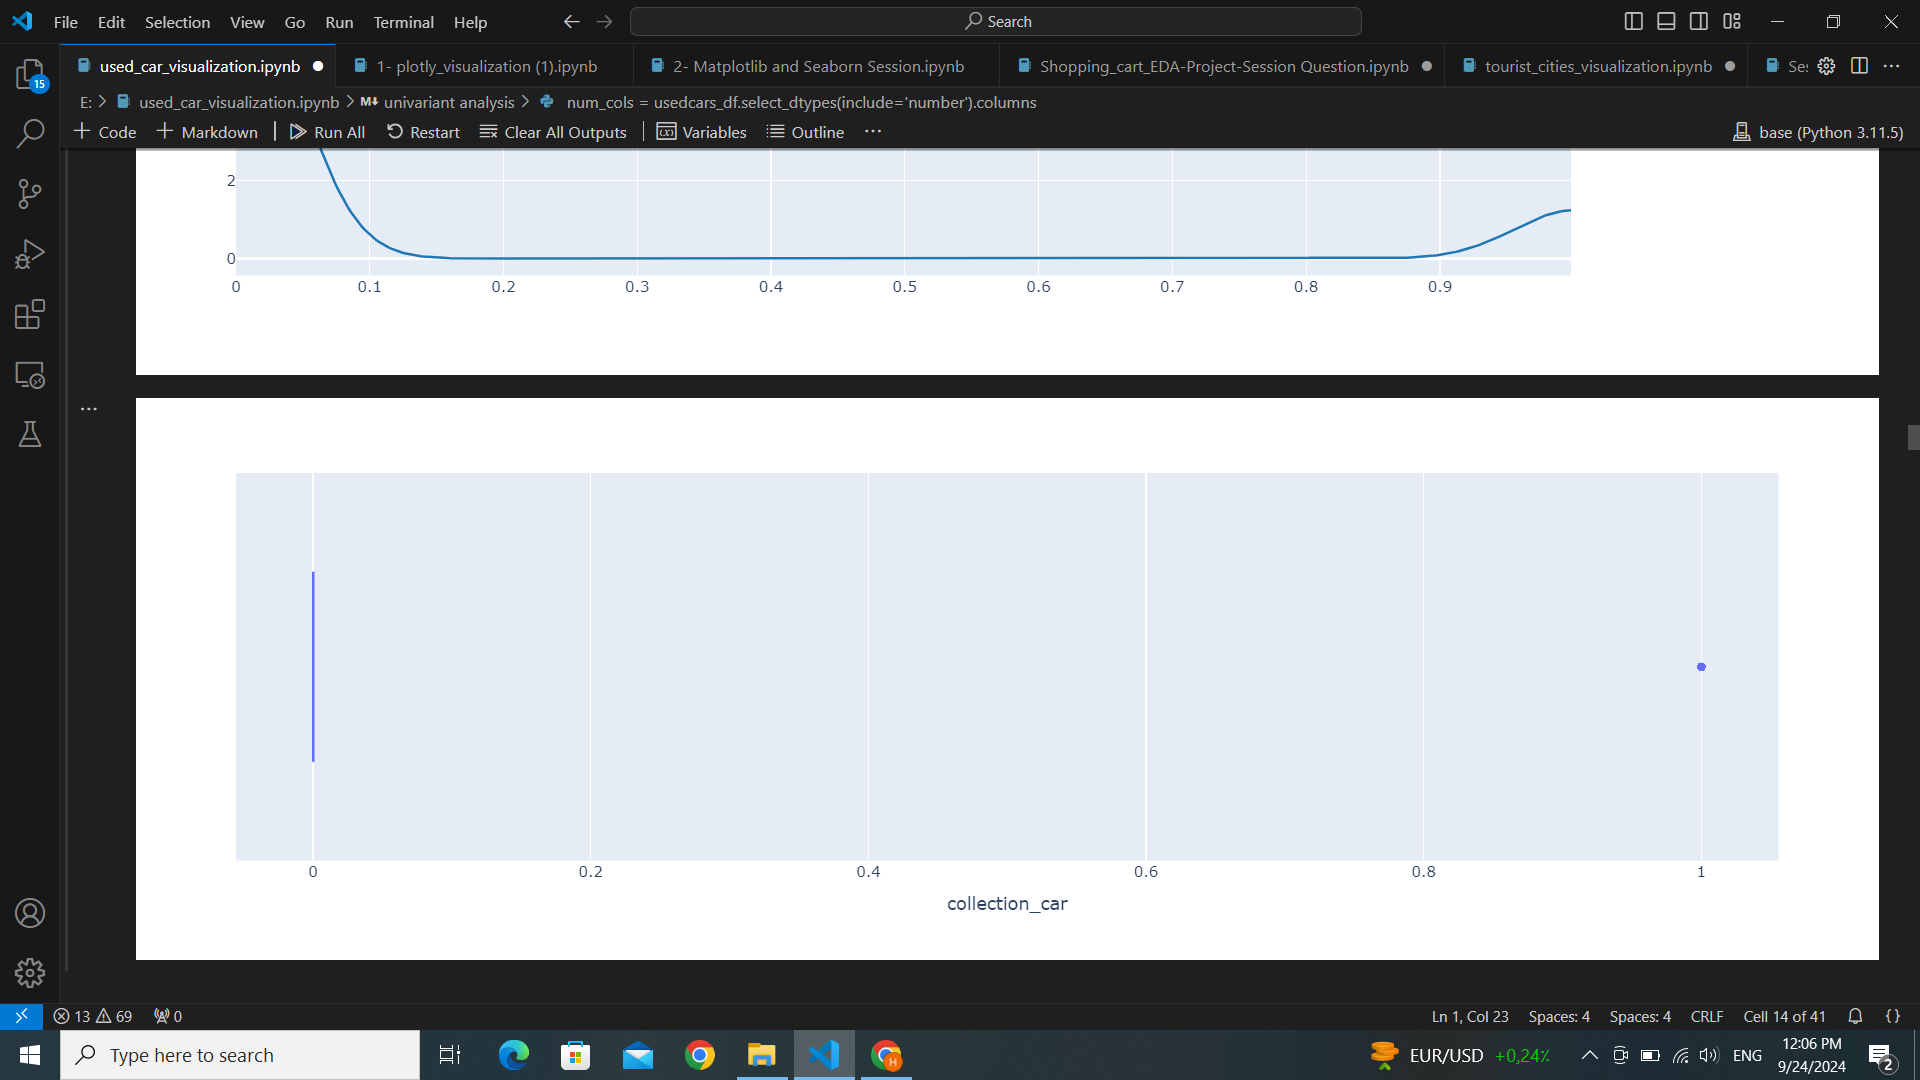 File Edit Selection View Go Run Terminal Help
Search
used_car_visualization.ipynb 1- plotly_visualization (1).ipynb 2- Matplotlib and Seaborn Session.ipynb Shopping_cart_EDA-Project-Session Question.ipynb tourist_cities_visualization.ipynb Se
15
E: > used_car_visualization.ipynb > M↓ univariant analysis > num_cols = usedcars_df.select_dtypes(include='number').columns
+ Code + Markdown | Run All Restart Clear All Outputs | Variables Outline ...
base (Python 3.11.5)
2
0
0 0.1 0.2 0.3 0.4 0.5 0.6 0.7 0.8 0.9
...
0 0.2 0.4 0.6 0.8 1
collection_car
13 69 0
Ln 1, Col 23 Spaces: 4 Spaces: 4 CRLF Cell 14 of 41
Type here to search
H
EUR/USD +0,24%
ENG
12:06 PM
9/24/2024
2